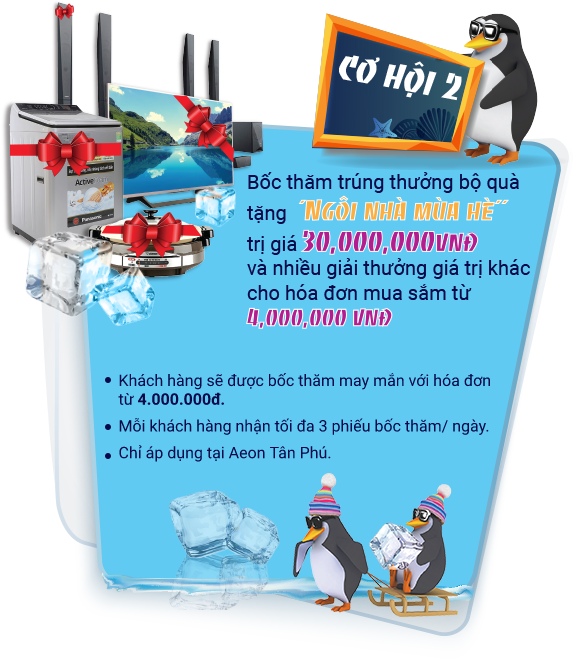 CƠ HỘI 2
Bốc thăm trúng thưởng bộ quà
tặng "NGÔI NHÀ MÙA HÈ"
trị giá 30,000,000VNĐ
và nhiều giải thưởng giá trị khác
cho hóa đơn mua sắm từ
4,000,000 VNĐ
Active
Panasonic
• Khách hàng sẽ được bốc thăm may mắn với hóa đơn
từ 4.000.000đ.
• Mỗi khách hàng nhận tối đa 3 phiếu bốc thăm/ ngày.
• Chỉ áp dụng tại Aeon Tân Phú.